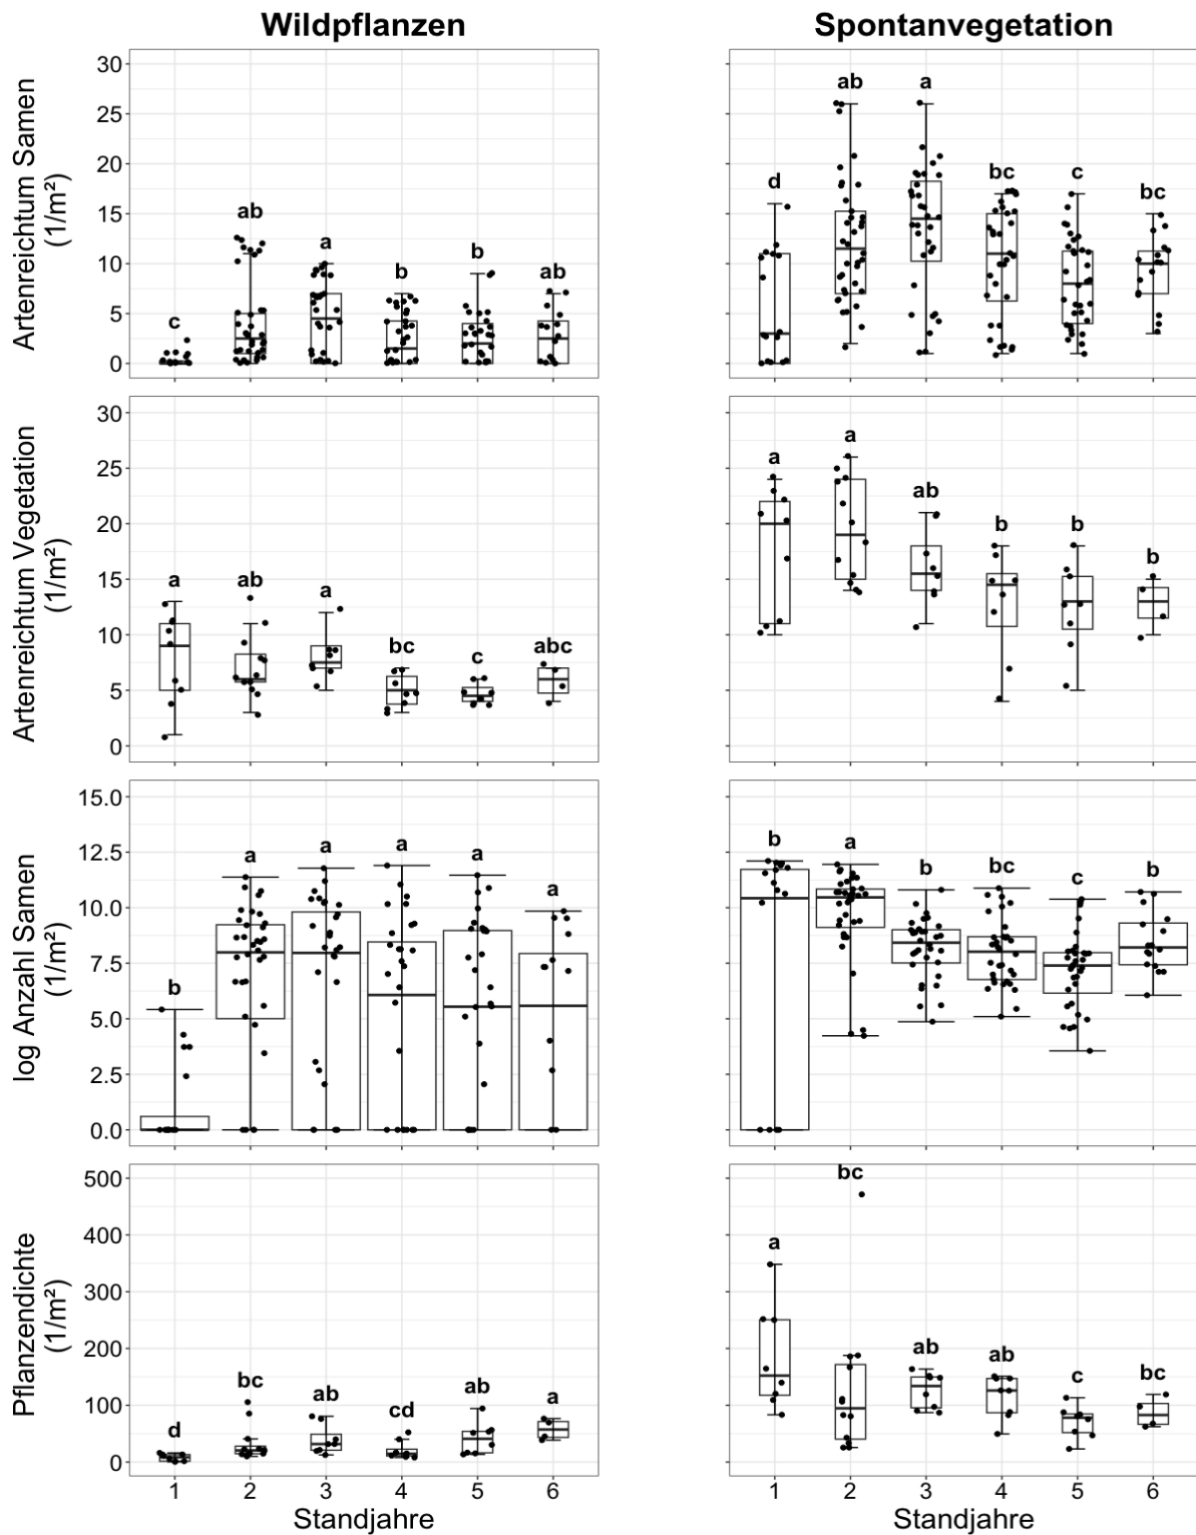 Wildpflanzen Spontanvegetation
Artenreichtum Samen
(1/m²)
30
25
20
15
10
5
0
c ab a b b ab
d ab a bc c bc
Artenreichtum Vegetation
(1/m²)
30
25
20
15
10
5
0
a ab a bc c abc
a a ab b b b
log Anzahl Samen
(1/m²)
15.0
12.5
10.0
7.5
5.0
2.5
0.0
b a a a a a
b a b bc c b
Pflanzendichte
(1/m²)
500
400
300
200
100
0
d bc ab cd ab a
a bc ab ab c bc
1 2 3 4 5 6
1 2 3 4 5 6
Standjahre Standjahre